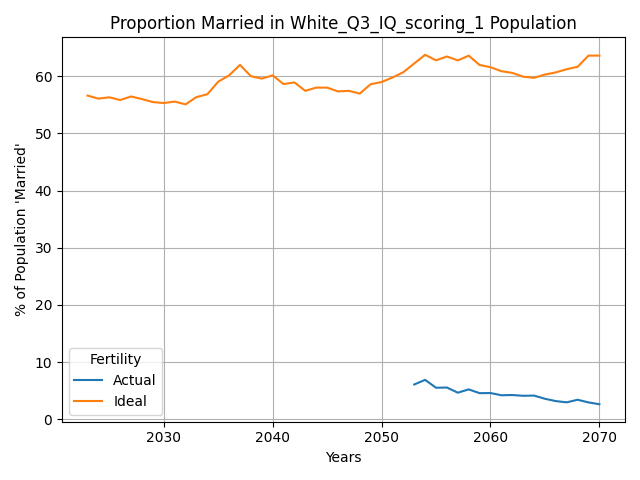 Proportion Married in White_Q3_IQ_scoring_1 Population
% of Population 'Married'
60
50
40
30
20
10
0
Fertility
Actual
Ideal
2030 2040 2050 2060 2070
Years